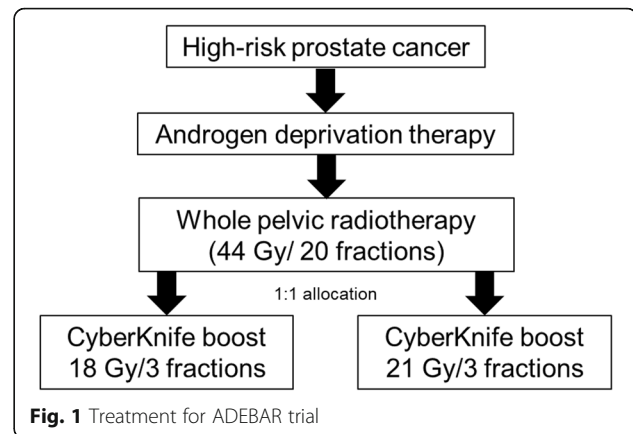 High-risk prostate cancer
Androgen deprivation therapy
Whole pelvic radiotherapy
(44 Gy/ 20 fractions)
1:1 allocation
CyberKnife boost
18 Gy/3 fractions
CyberKnife boost
21 Gy/3 fractions
Fig. 1 Treatment for ADEBAR trial